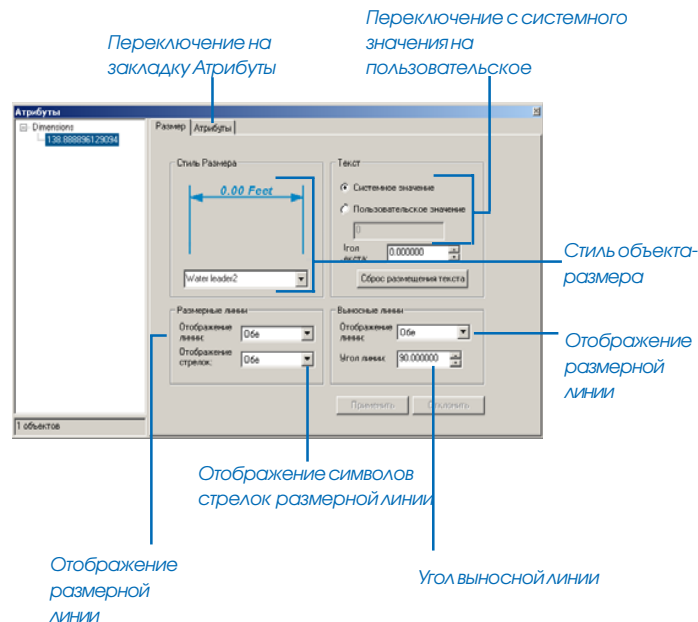 Переключение с системного
значения на
пользовательское
Переключение на
закладку Атрибуты
Атрибуты
Dimensions
138.888896129094
Размер
Атрибуты
Стиль Размера
0.00 Feet
Water leader2
Текст
Системное значение
Пользовательское значение
0
Угол
текста:
0.000000
Сброс размещения текста
Стиль объекта-
размера
Размерные линии
Отображение
линии:
Обе
Отображение
стрелок:
Обе
Выносные линии
Отображение
линии:
Обе
Угол линии:
90.000000
Отображение
размерной
линии
Применить
Отклонить
1 объектов
Отображение символов
стрелок размерной линии
Отображение
размерной
линии
Угол выносной линии